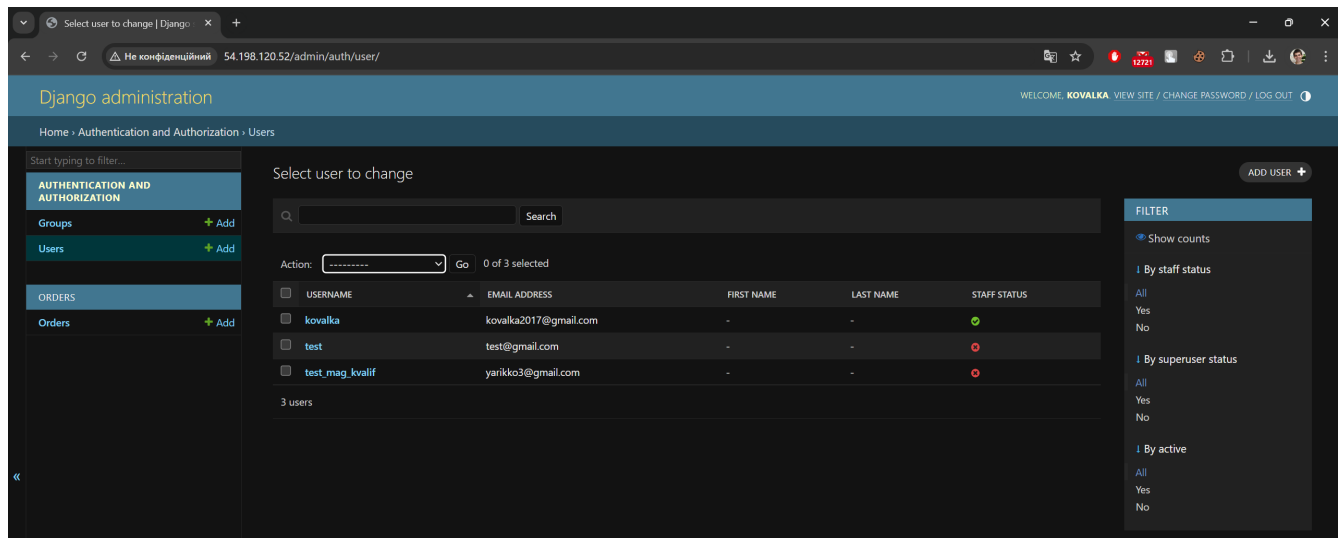 Select user to change | Django
Не конфіденційний 54.198.120.52/admin/auth/user/
12721
Django administration
WELCOME, KOVALKA. VIEW SITE / CHANGE PASSWORD / LOG OUT
Home › Authentication and Authorization › Users
Start typing to filter...
AUTHENTICATION AND
AUTHORIZATION
Groups + Add
Users + Add
ORDERS
Orders + Add
«
Select user to change
ADD USER +
Search
Action: --------- Go 0 of 3 selected
USERNAME EMAIL ADDRESS FIRST NAME LAST NAME STAFF STATUS
kovalka kovalka2017@gmail.com - -
test test@gmail.com - -
test_mag_kvalif yarikko3@gmail.com - -
3 users
FILTER
Show counts
↓ By staff status
All
Yes
No
↓ By superuser status
All
Yes
No
↓ By active
All
Yes
No